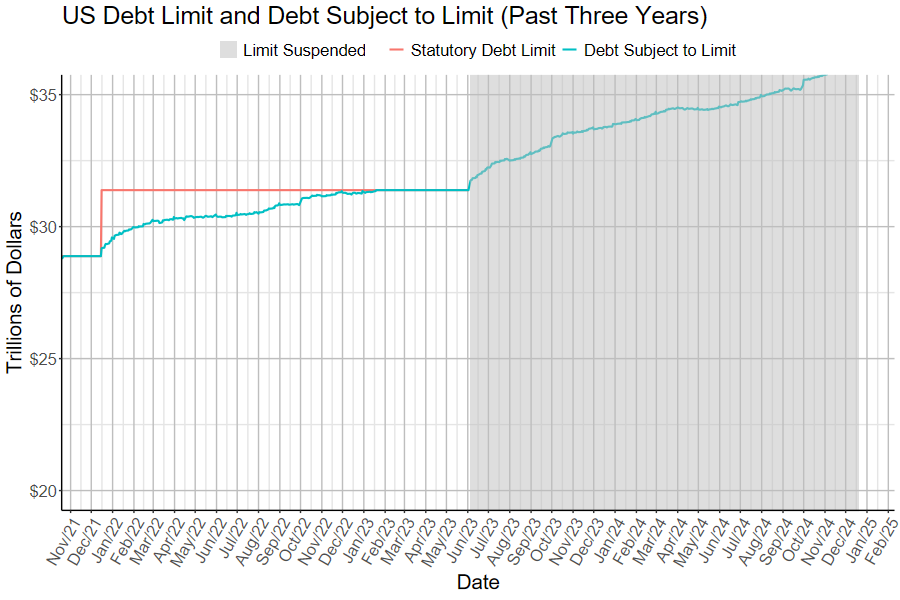 US Debt Limit and Debt Subject to Limit (Past Three Years)
Limit Suspended Statutory Debt Limit Debt Subject to Limit
Trillions of Dollars
$35
$30
$25
$20
Nov/21 Dec/21 Jan/22 Feb/22 Mar/22 Apr/22 May/22 Jun/22 Jul/22 Aug/22 Sep/22 Oct/22 Nov/22 Dec/22 Jan/23 Feb/23 Mar/23 Apr/23 May/23 Jun/23 Jul/23 Aug/23 Sep/23 Oct/23 Nov/23 Dec/23 Jan/24 Feb/24 Mar/24 Apr/24 May/24 Jun/24 Jul/24 Aug/24 Sep/24 Oct/24 Nov/24 Dec/24 Jan/25 Feb/25
Date